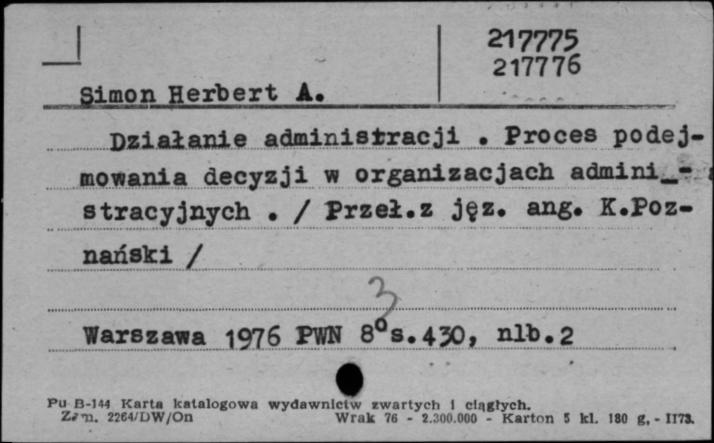 217775
217776
Simon Herbert A.
Działanie administracji . Proces podej-
mowania decyzji w organizacjach admini_-
stracyjnych . / Przeł.z jęz. ang. K.Poz-
nański /
3
Warszawa 1976 PWN 8° s.430, nlb.2
Pu B-144 Karta katalogowa wydawnictw zwartych i ciągłych.
Zam. 2264/DW/On Wrak 76 - 2.300.000 - Karton 5 kl. 180 g. - 1173.